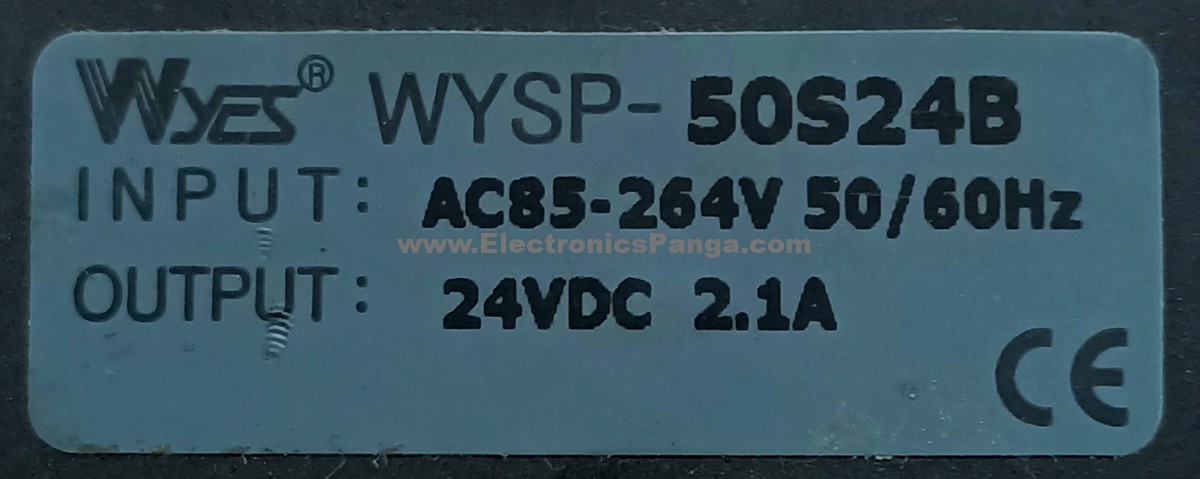 WYES® WYSP- 50S24B
INPUT: AC85-264V 50/60Hz
www.ElectronicsPanga.com
OUTPUT: 24VDC 2.1A
CE